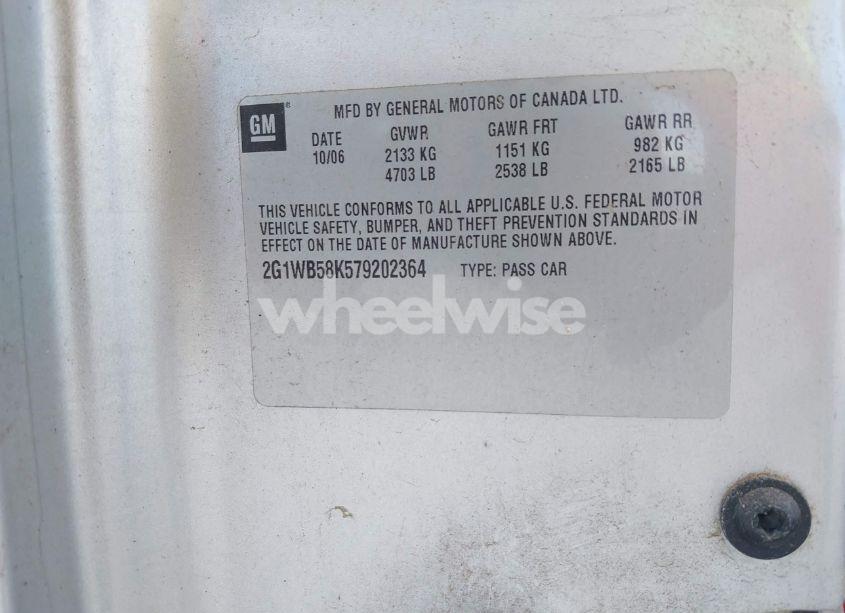 GM ®
MFD BY GENERAL MOTORS OF CANADA LTD.
DATE GVWR GAWR FRT GAWR RR
10/06 2133 KG 1151 KG 982 KG
4703 LB 2538 LB 2165 LB
THIS VEHICLE CONFORMS TO ALL APPLICABLE U.S. FEDERAL MOTOR
VEHICLE SAFETY, BUMPER, AND THEFT PREVENTION STANDARDS IN
EFFECT ON THE DATE OF MANUFACTURE SHOWN ABOVE.
2G1WB58K579202364 TYPE: PASS CAR
wheelwise